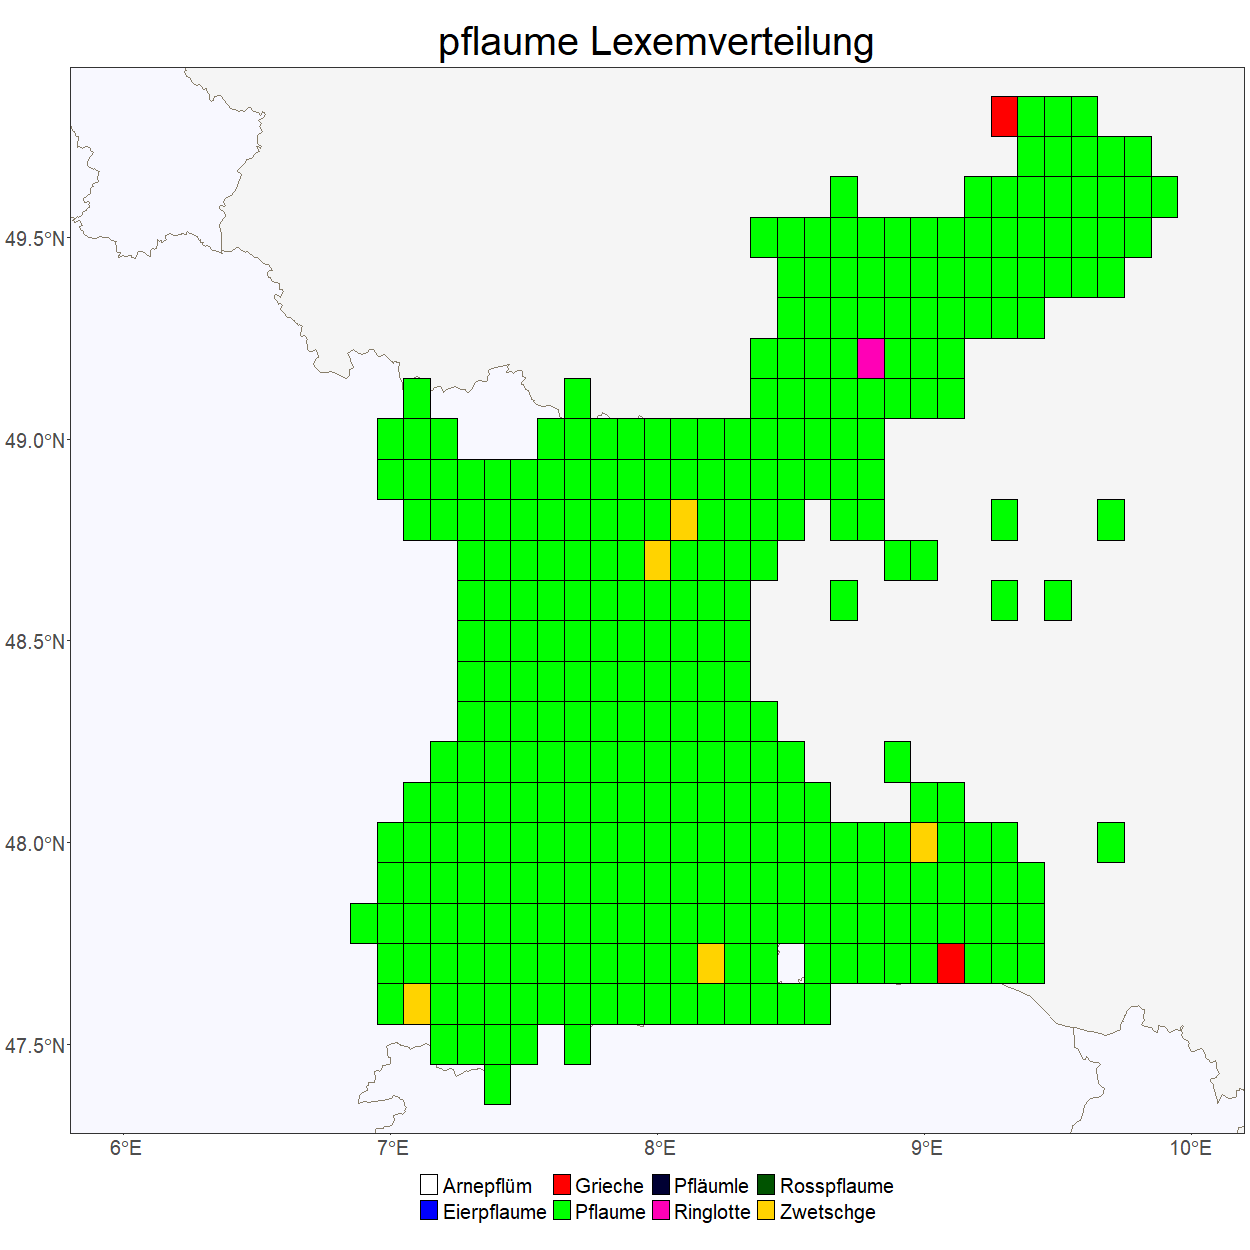 pflaume Lexemverteilung
49.5°N
49.0°N
48.5°N
48.0°N
47.5°N
6°E 7°E 8°E 9°E 10°E
Arnepflüm Grieche Pfläumle Rosspflaume
Eierpflaume Pflaume Ringlotte Zwetschge